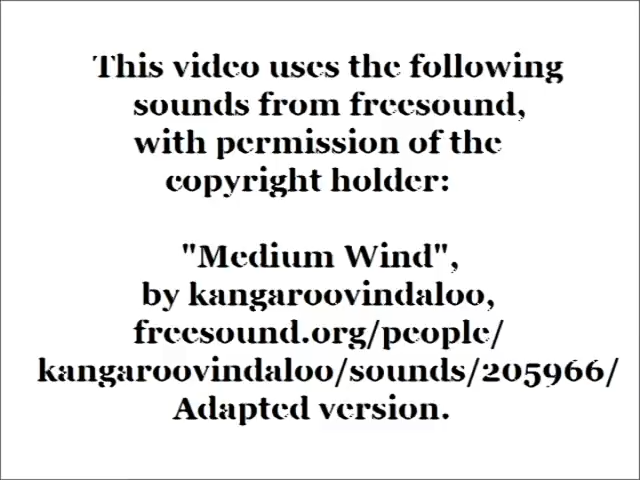 This video uses the following
sounds from freesound,
with permission of the
copyright holder:
"Medium Wind",
by kangaroovindaloo,
freesound.org/people/
kangaroovindaloo/sounds/205966/
Adapted version.